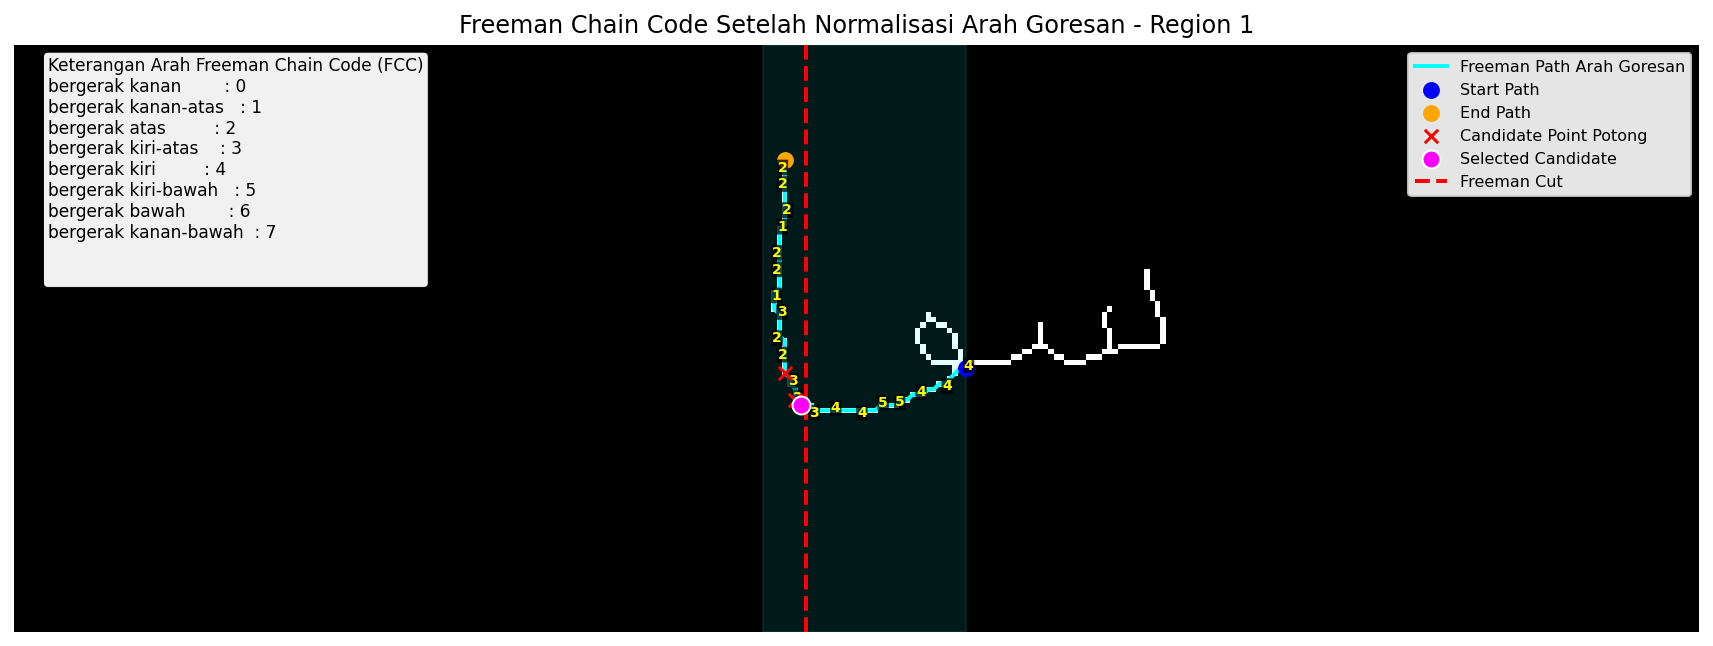 Freeman Chain Code Setelah Normalisasi Arah Goresan - Region 1
Keterangan Arah Freeman Chain Code (FCC)
bergerak kanan : 0
bergerak kanan-atas : 1
bergerak atas : 2
bergerak kiri-atas : 3
bergerak kiri : 4
bergerak kiri-bawah : 5
bergerak bawah : 6
bergerak kanan-bawah : 7
Freeman Path Arah Goresan
Start Path
End Path
Candidate Point Potong
Selected Candidate
Freeman Cut
2
2
2
1
2
2
1
3
2
2
3
3
4
4
5
5
4
4
4